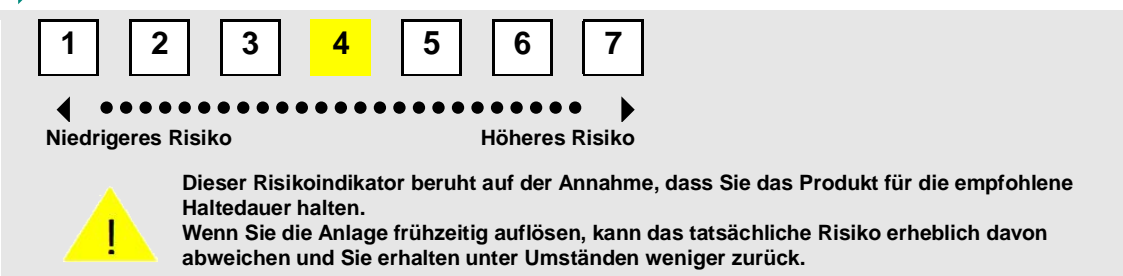 1 2 3 4 5 6 7
Niedrigeres Risiko Höheres Risiko
Dieser Risikoindikator beruht auf der Annahme, dass Sie das Produkt für die empfohlene
Haltedauer halten.
Wenn Sie die Anlage frühzeitig auflösen, kann das tatsächliche Risiko erheblich davon
abweichen und Sie erhalten unter Umständen weniger zurück.
!